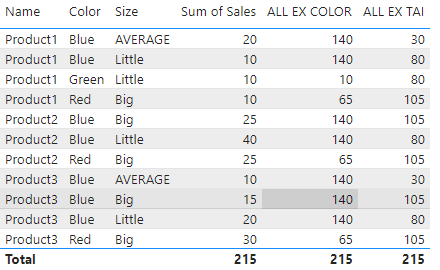 Name Color Size Sum of Sales ALL EX COLOR ALL EX TAI
Product1 Blue AVERAGE 20 140 30
Product1 Blue Little 10 140 80
Product1 Green Little 10 10 80
Product1 Red Big 10 65 105
Product2 Blue Big 25 140 105
Product2 Blue Little 40 140 80
Product2 Red Big 25 65 105
Product3 Blue AVERAGE 10 140 30
Product3 Blue Big 15 140 105
Product3 Blue Little 20 140 80
Product3 Red Big 30 65 105
Total 215 215 215